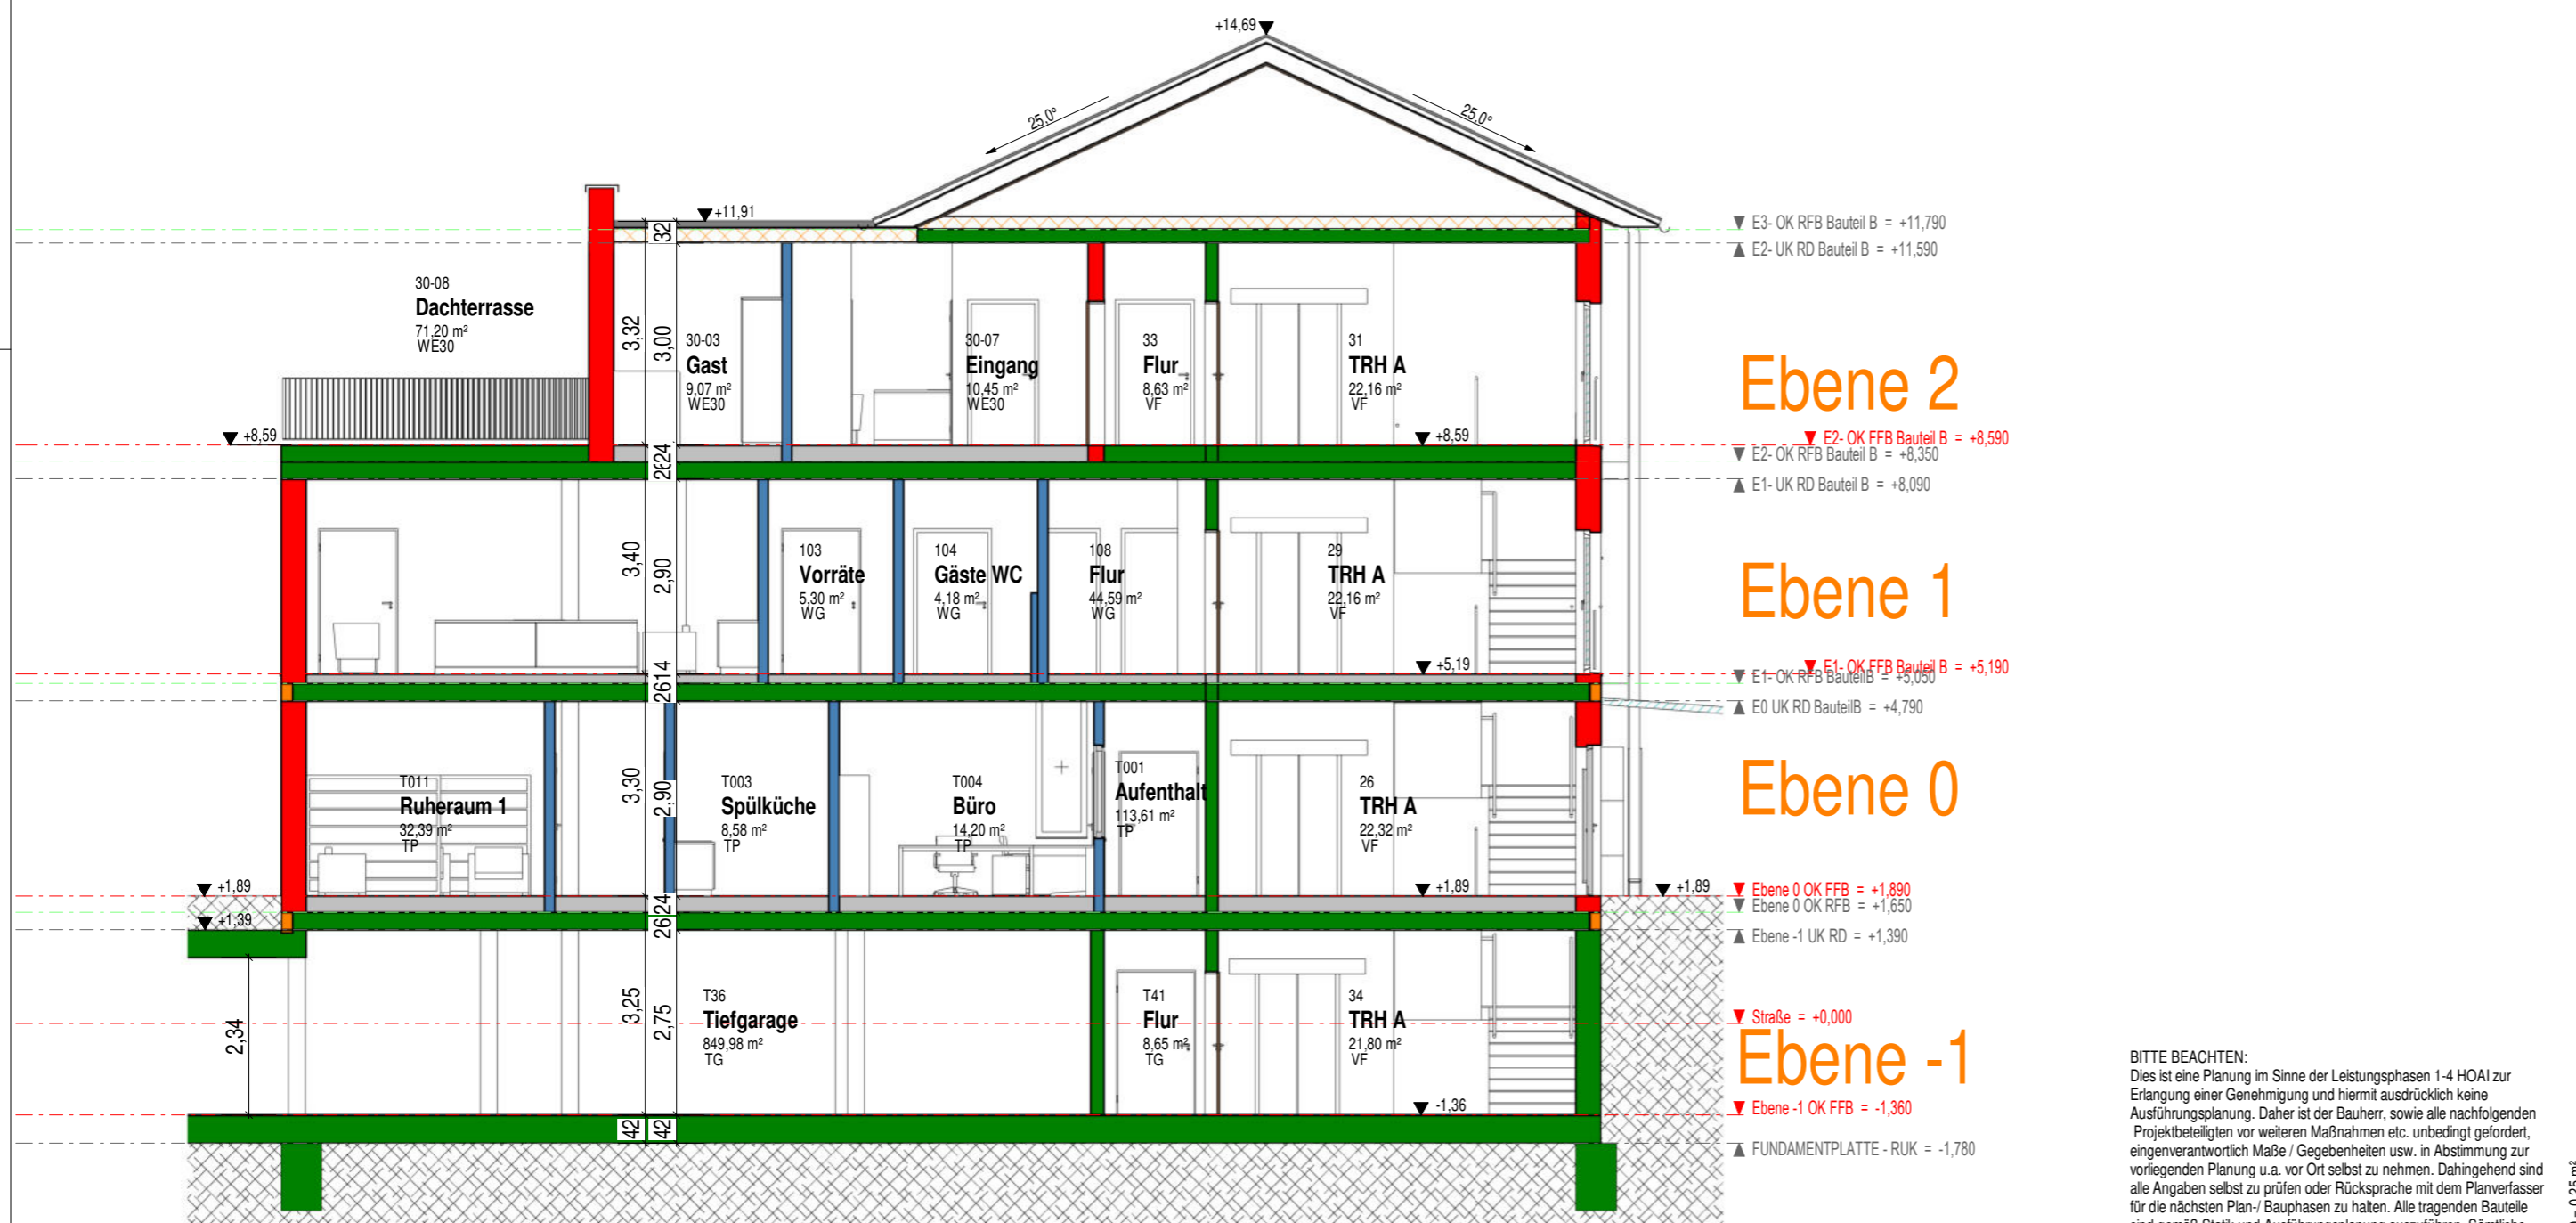 +14,69
25,0°
25,0°
+11,91
32
E3- OK RFB Bauteil B = +11,790
E2- UK RD Bauteil B = +11,590
30-08
Dachterrasse
71,20 m²
WE30
3,32
3,00
30-03
Gast
9,07 m²
WE30
30-07
Eingang
10,45 m²
WE30
33
Flur
8,63 m²
VF
31
TRH A
22,16 m²
VF
Ebene 2
+8,59
+8,59
24
26
E2- OK FFB Bauteil B = +8,590
E2- OK RFB Bauteil B = +8,350
E1- UK RD Bauteil B = +8,090
3,40
2,90
103
Vorräte
5,30 m²
WG
104
Gäste WC
4,18 m²
WG
108
Flur
44,59 m²
WG
29
TRH A
22,16 m²
VF
Ebene 1
+5,19
14
26
E1- OK FFB Bauteil B = +5,190
E1- OK RFB BauteilB = +5,050
E0 UK RD BauteilB = +4,790
3,30
2,90
T011
Ruheraum 1
32,39 m²
TP
T003
Spülküche
8,58 m²
TP
T004
Büro
14,20 m²
TP
T001
Aufenthalt
113,61 m²
TP
26
TRH A
22,32 m²
VF
Ebene 0
+1,89
+1,39
24
26
+1,89
+1,89
Ebene 0 OK FFB = +1,890
Ebene 0 OK RFB = +1,650
Ebene -1 UK RD = +1,390
2,34
3,25
2,75
T36
Tiefgarage
849,98 m²
TG
T41
Flur
8,65 m²
TG
34
TRH A
21,80 m²
VF
Straße = +0,000
Ebene -1
-1,36
42
42
Ebene -1 OK FFB = -1,360
FUNDAMENTPLATTE - RUK = -1,780
BITTE BEACHTEN:
Dies ist eine Planung im Sinne der Leistungsphasen 1-4 HOAI zur
Erlangung einer Genehmigung und hiermit ausdrücklich keine
Ausführungsplanung. Daher ist der Bauherr, sowie alle nachfolgenden
Projektbeteiligten vor weiteren Maßnahmen etc. unbedingt gefordert,
eingenverantwortlich Maße / Gegebenheiten usw. in Abstimmung zur
vorliegenden Planung u.a. vor Ort selbst zu nehmen. Dahingehend sind
alle Angaben selbst zu prüfen oder Rücksprache mit dem Planverfasser
für die nächsten Plan-/ Bauphasen zu halten. Alle tragenden Bauteile
sind gemäß Statik und Ausführungsplanung auszuführen. Sämtliche
= 0,25 m²